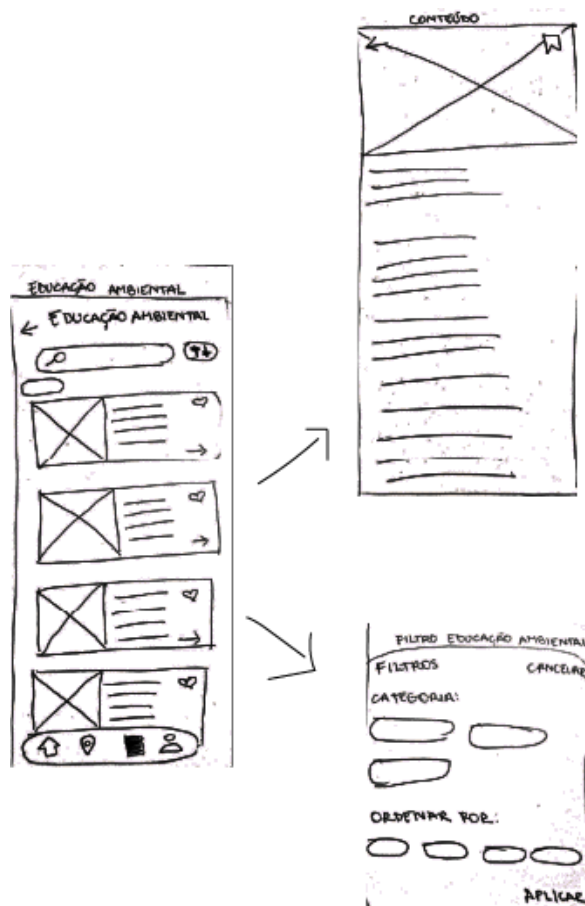 CONTEÚDO
EDUCAÇÃO AMBIENTAL
EDUCAÇÃO AMBIENTAL
FILTRO EDUCAÇÃO AMBIENTAL
FILTROS CANCELAR
CATEGORIA:
ORDENAR POR:
APLICAR